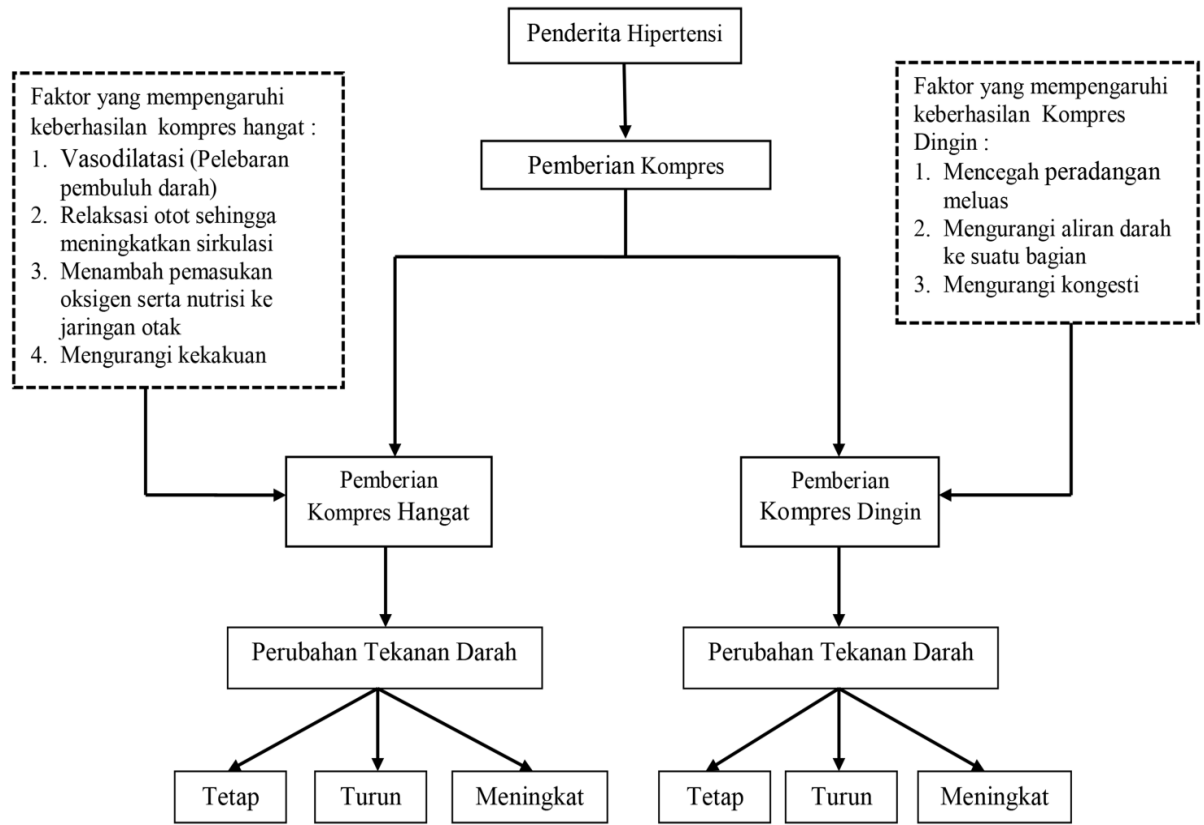 Penderita Hipertensi
Faktor yang mempengaruhi
keberhasilan kompres hangat :
1. Vasodilatasi (Pelebaran
pembuluh darah)
2. Relaksasi otot sehingga
meningkatkan sirkulasi
3. Menambah pemasukan
oksigen serta nutrisi ke
jaringan otak
4. Mengurangi kekakuan
Pemberian Kompres
Faktor yang mempengaruhi
keberhasilan Kompres
Dingin :
1. Mencegah peradangan
meluas
2. Mengurangi aliran darah
ke suatu bagian
3. Mengurangi kongesti
Pemberian
Kompres Hangat
Pemberian
Kompres Dingin
Perubahan Tekanan Darah
Perubahan Tekanan Darah
Tetap
Turun
Meningkat
Tetap
Turun
Meningkat